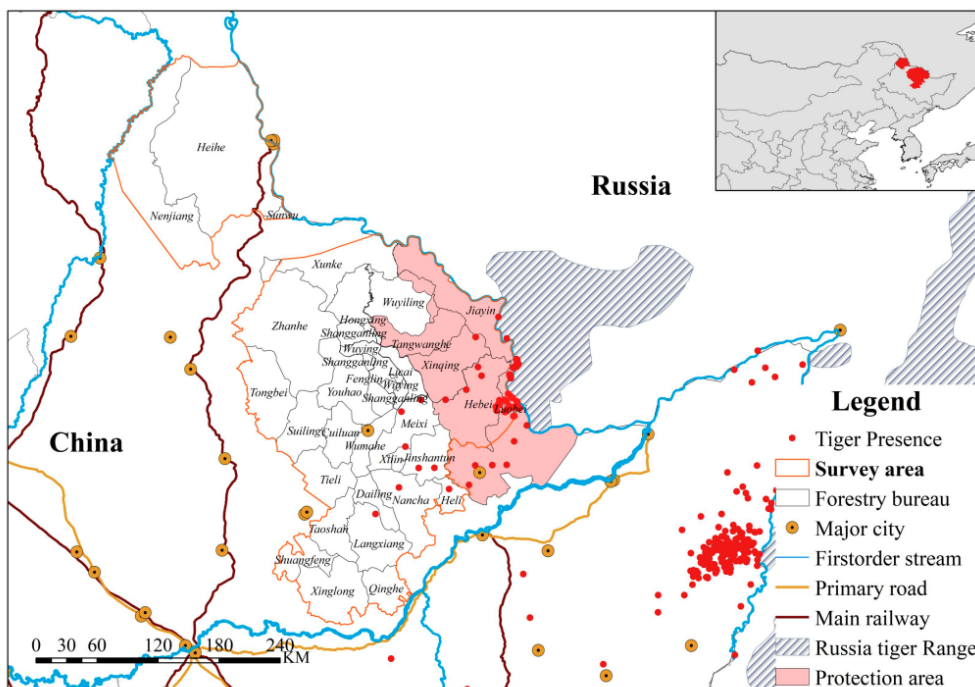 Heihe
Russia
Nenjiang
Sunwu
Xunke
Wuyiling
Jiayin
Hongxing
Zhanhe
Shangganling
Tangwanghe
Wuying
Shangganling
Xinqing
Fenglin
Tongbei
Youhao
Shangganling
Hebei
Luobei
Meixi
China
Suiling
Cuiluan
Wumahe
Xilin
Jinshantun
Tieli
Dailing
Nancha
Heli
Taoshan
Langxiang
Shuangfeng
Xinglong
Qinghe
0 30 60 120 180 240
KM
Legend
Tiger Presence
Survey area
Forestry bureau
Major city
Firstorder stream
Primary road
Main railway
Russia tiger Range
Protection area